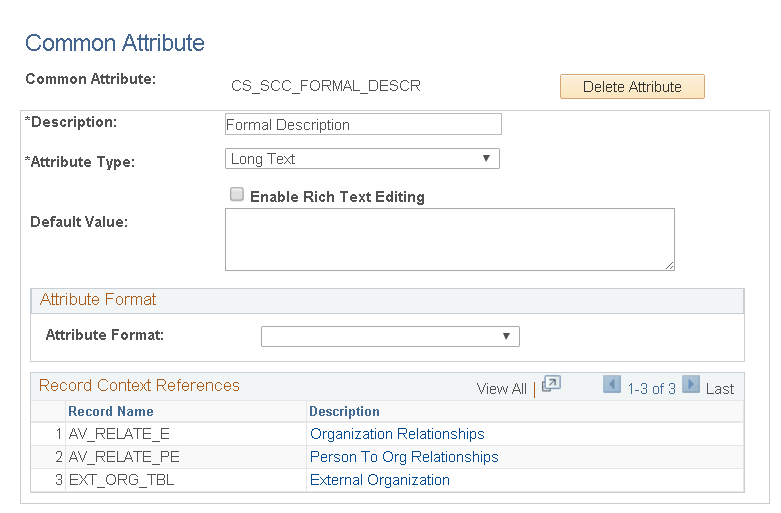 Common Attribute
Common Attribute: CS_SCC_FORMAL_DESCR Delete Attribute
*Description: Formal Description
*Attribute Type: Long Text
Enable Rich Text Editing
Default Value:
Attribute Format
Attribute Format:
Record Context References View All | 1-3 of 3 Last
Record Name Description
1 AV_RELATE_E Organization Relationships
2 AV_RELATE_PE Person To Org Relationships
3 EXT_ORG_TBL External Organization